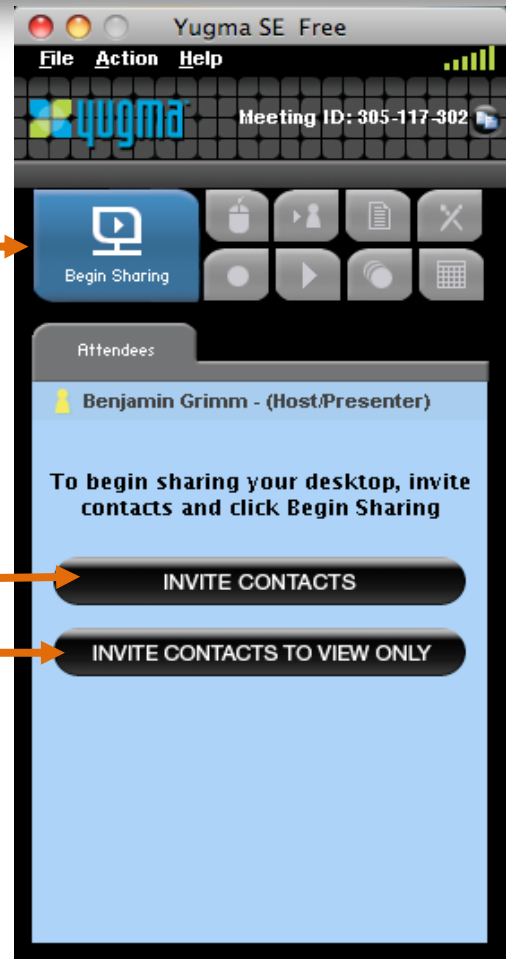 Yugma SE Free
File Action Help
yugma
Meeting ID: 305-117-302
Begin Sharing
Attendees
Benjamin Grimm - (Host/Presenter)
To begin sharing your desktop, invite
contacts and click Begin Sharing
INVITE CONTACTS
INVITE CONTACTS TO VIEW ONLY